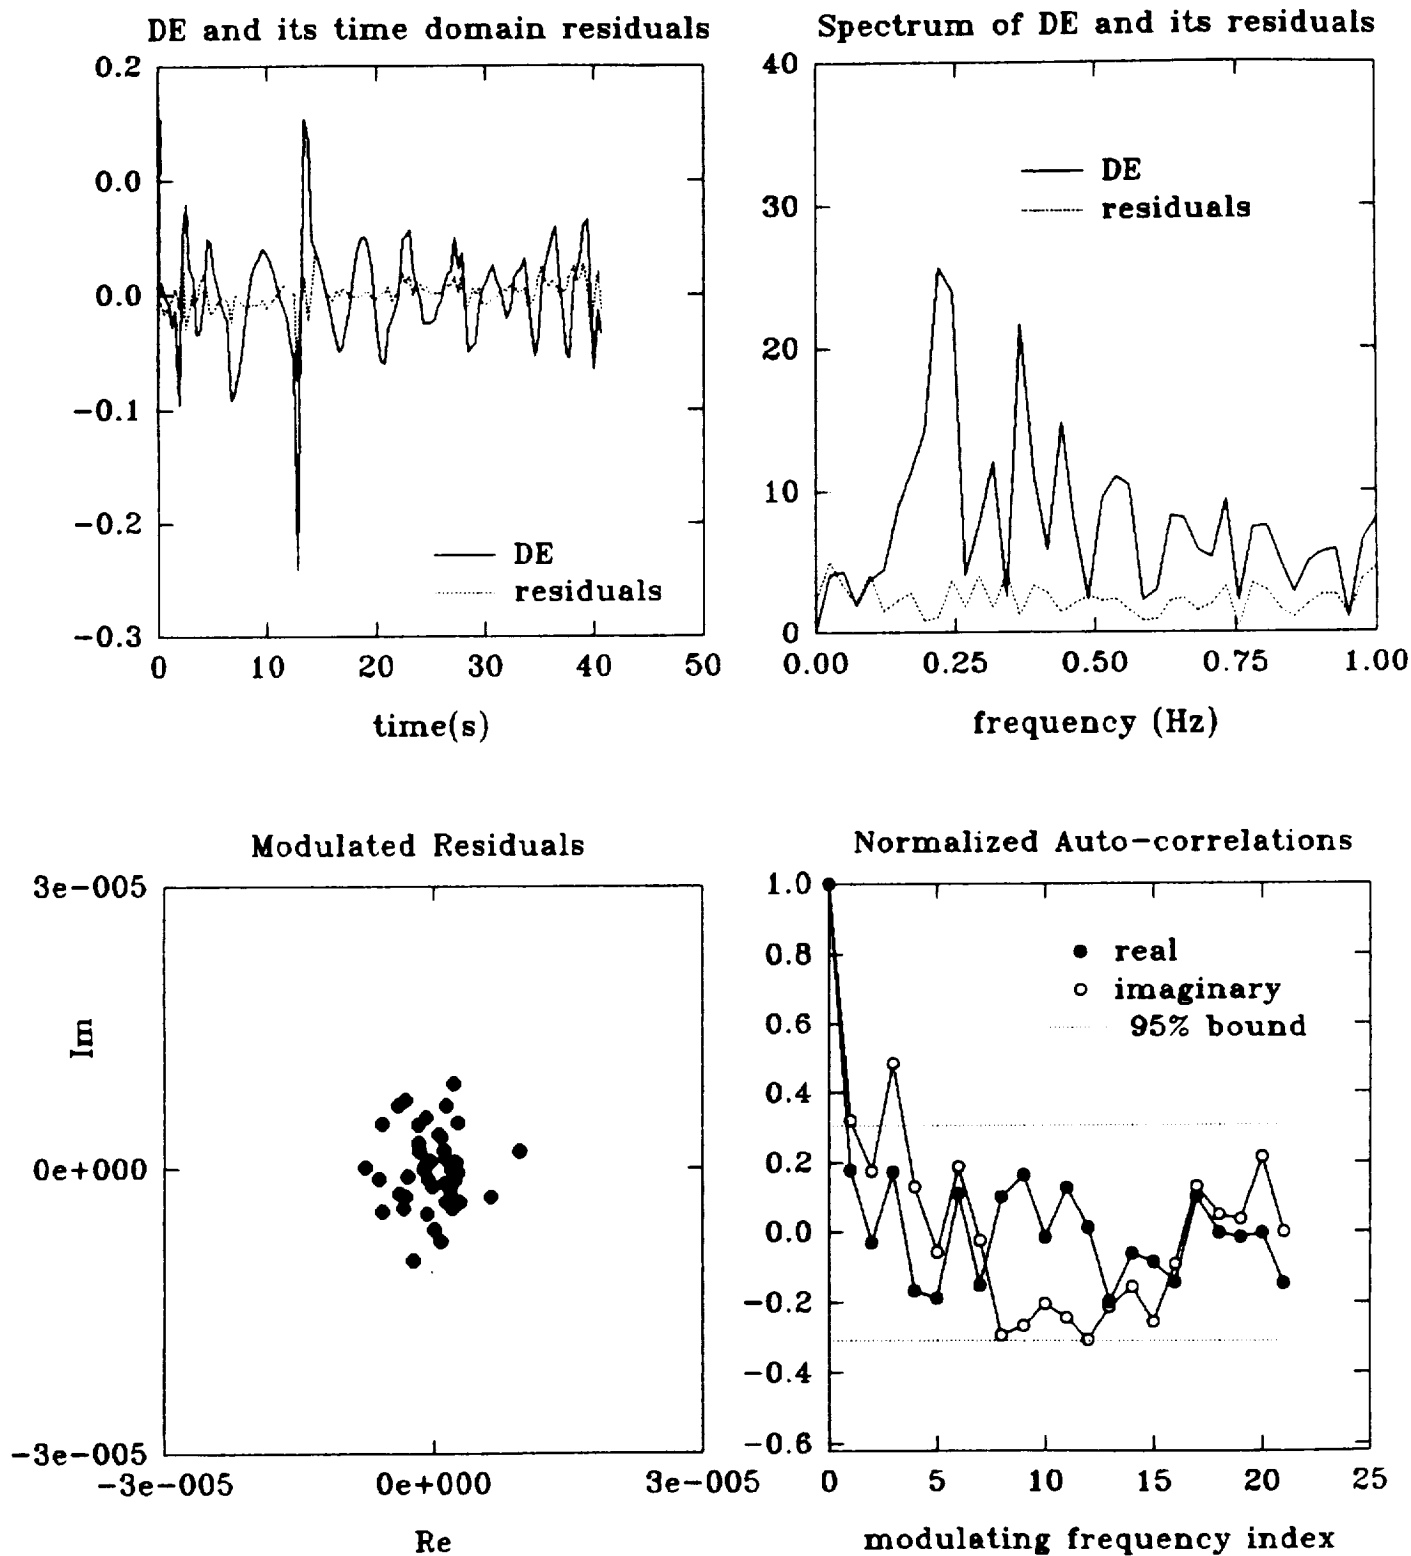 DE and its time domain residuals
0.2
0.0
0.0
−0.1
−0.2
−0.3
DE
residuals
0 10 20 30 40 50
time(s)
Spectrum of DE and its residuals
40
30
20
10
0
DE
residuals
0.00 0.25 0.50 0.75 1.00
frequency (Hz)
Modulated Residuals
3e−005
0e+000
−3e−005
Im
−3e−005 0e+000 3e−005
Re
Normalized Auto−correlations
1.0
0.8
0.6
0.4
0.2
0.0
−0.2
−0.4
−0.6
real
imaginary
95% bound
0 5 10 15 20 25
modulating frequency index